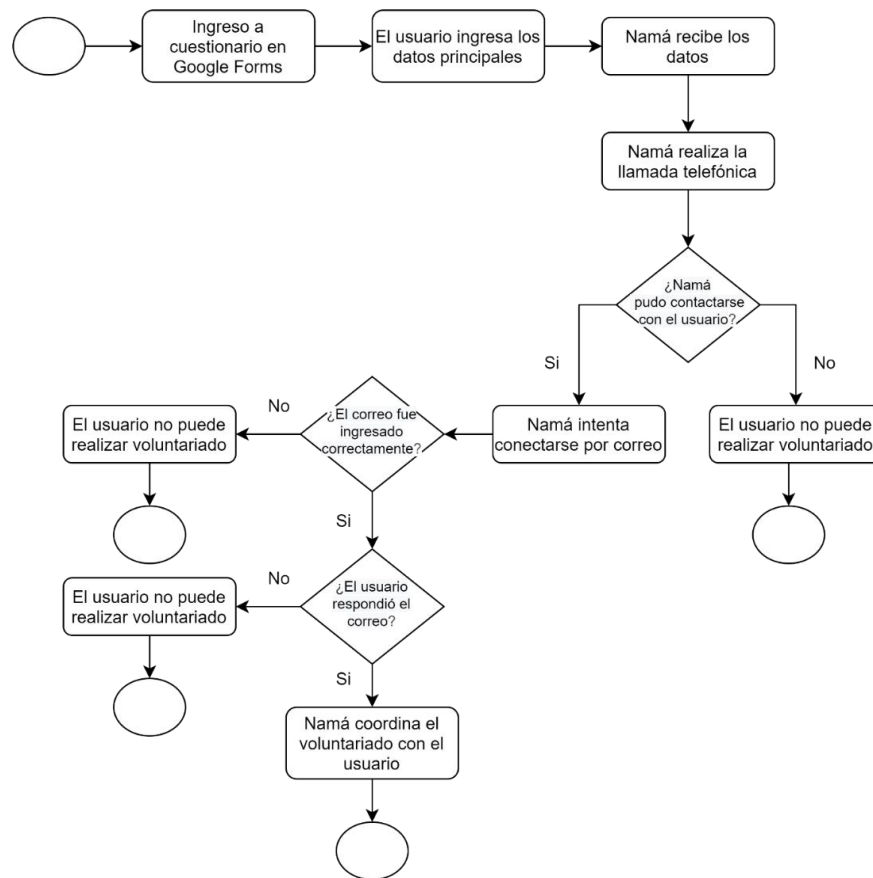 Ingreso a
cuestionario en
Google Forms
El usuario ingresa los
datos principales
Namá recibe los
datos
Namá realiza la
llamada telefónica
¿Namá
pudo contactarse
con el usuario?
Si
No
Namá intenta
conectarse por correo
El usuario no puede
realizar voluntariado
¿El correo fue
ingresado
correctamente?
No
El usuario no puede
realizar voluntariado
Si
¿El usuario
respondió el
correo?
No
El usuario no puede
realizar voluntariado
Si
Namá coordina el
voluntariado con el
usuario